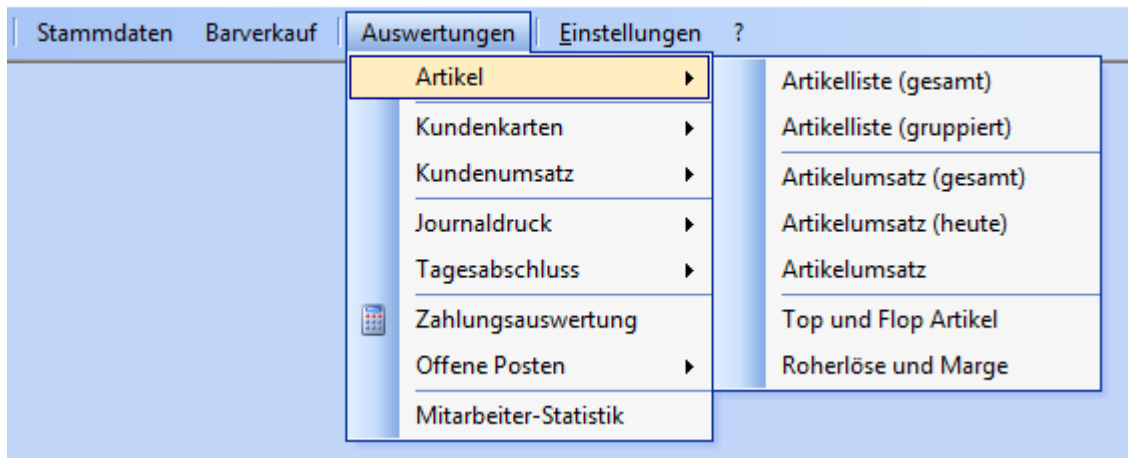 Stammdaten Barverkauf Auswertungen Einstellungen ?
Artikel
Kundenkarten
Kundenumsatz
Journaldruck
Tagesabschluss
Zahlungsauswertung
Offene Posten
Mitarbeiter-Statistik
Artikelliste (gesamt)
Artikelliste (gruppiert)
Artikelumsatz (gesamt)
Artikelumsatz (heute)
Artikelumsatz
Top und Flop Artikel
Roherlöse und Marge